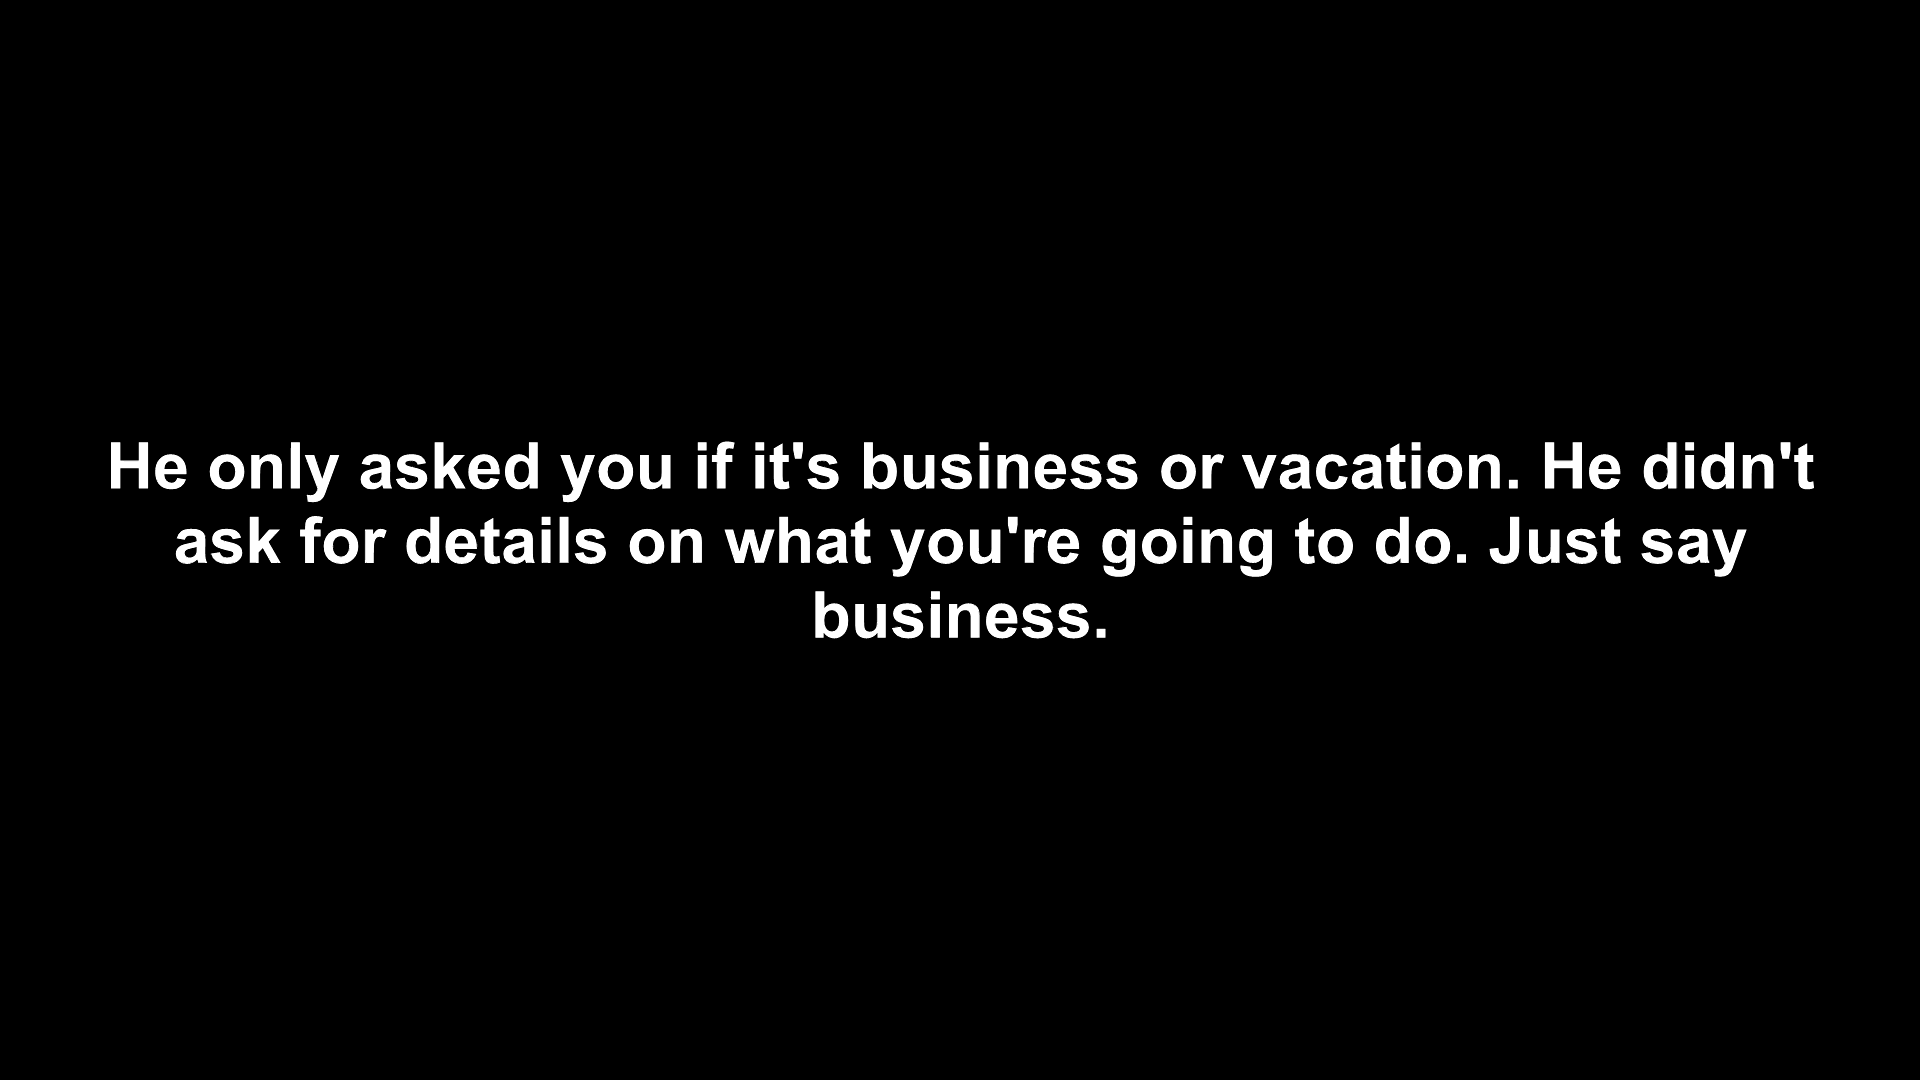 He only asked you if it's business or vacation. He didn't
ask for details on what you're going to do. Just say
business.